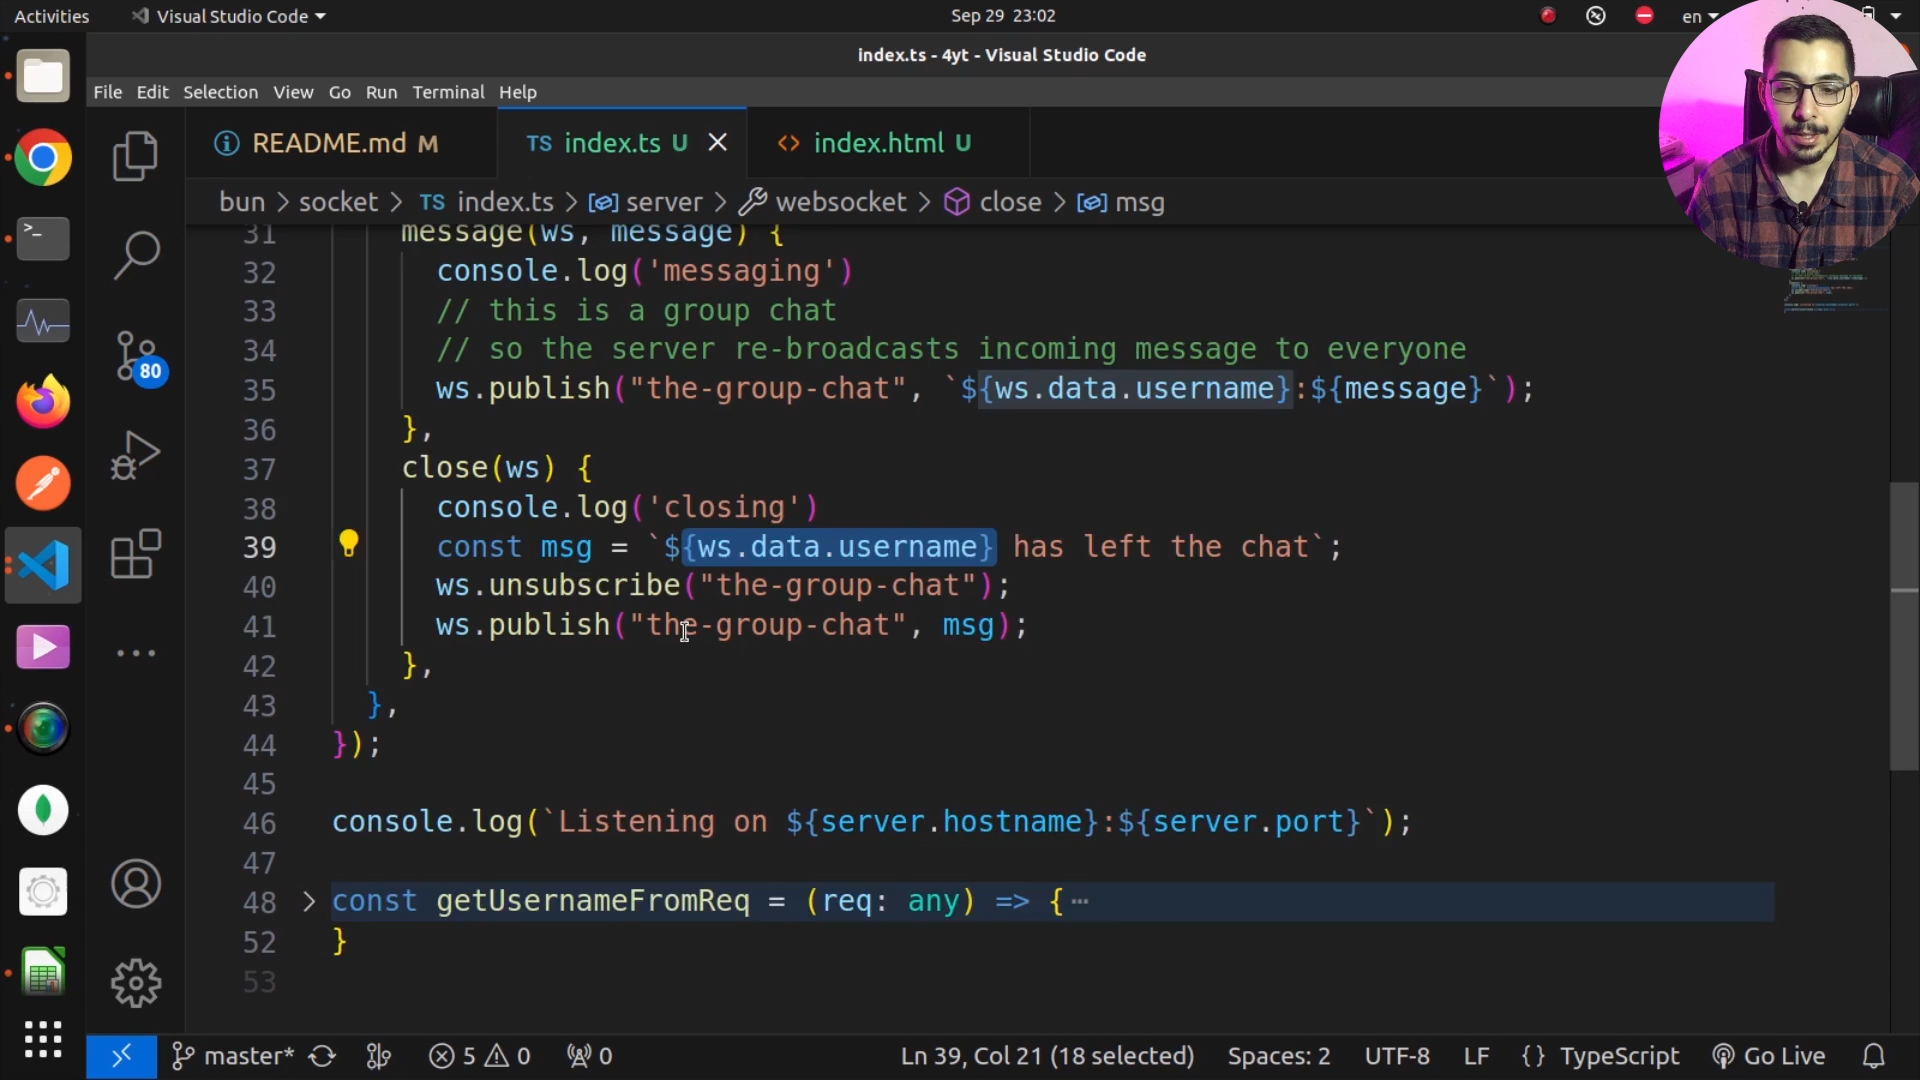 Activities
Visual Studio Code
Sep 29 23:02
en
index.ts - 4yt - Visual Studio Code
File Edit Selection View Go Run Terminal Help
README.md M
TS index.ts U
<> index.html U
bun > socket > TS index.ts > server > websocket > close > msg
31 message(ws, message) {
32 console.log('messaging')
33 // this is a group chat
34 // so the server re-broadcasts incoming message to everyone
35 ws.publish("the-group-chat", `${ws.data.username}:${message}`);
36 },
37 close(ws) {
38 console.log('closing')
39 const msg = `${ws.data.username} has left the chat`;
40 ws.unsubscribe("the-group-chat");
41 ws.publish("the-group-chat", msg);
42 },
43 },
44 });
45
46 console.log(`Listening on ${server.hostname}:${server.port}`);
47
48 const getUsernameFromReq = (req: any) => {⋯
52 }
53
80
master*
5
0
0
Ln 39, Col 21 (18 selected)
Spaces: 2
UTF-8
LF
{} TypeScript
Go Live